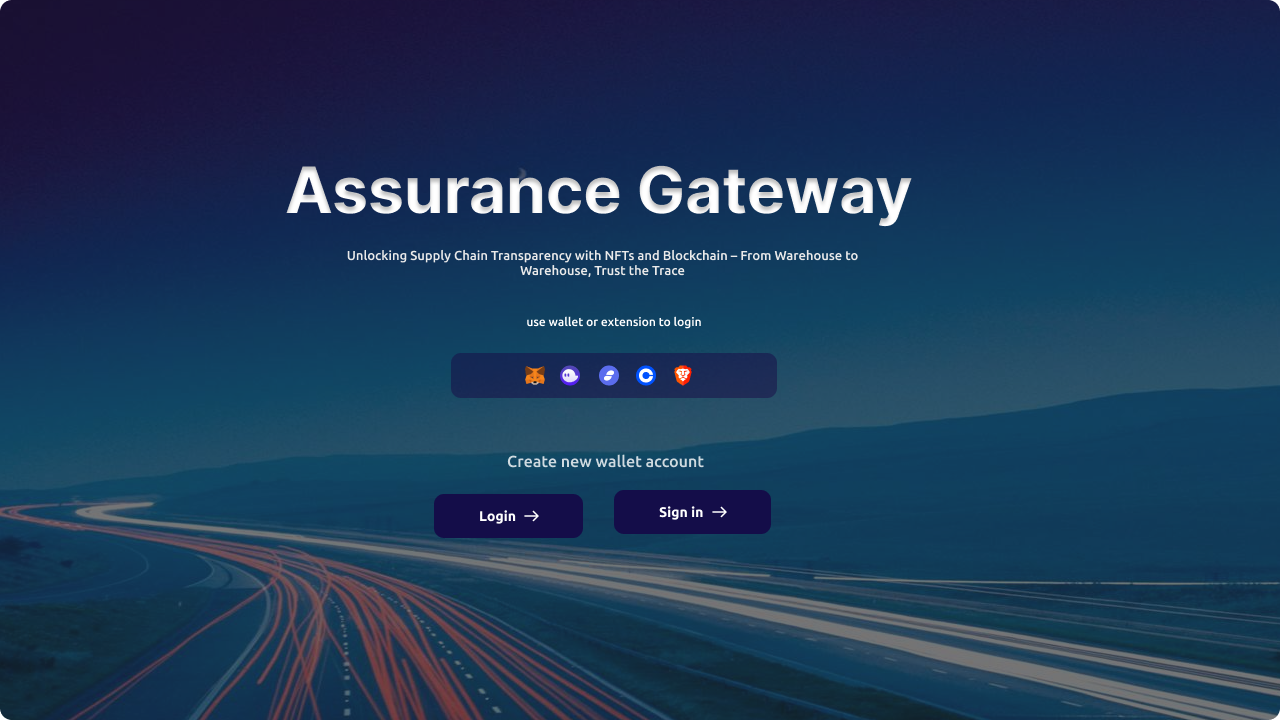 Assurance Gateway
Unlocking Supply Chain Transparency with NFTs and Blockchain – From Warehouse to
Warehouse, Trust the Trace
use wallet or extension to login
Create new wallet account
Login
Sign in